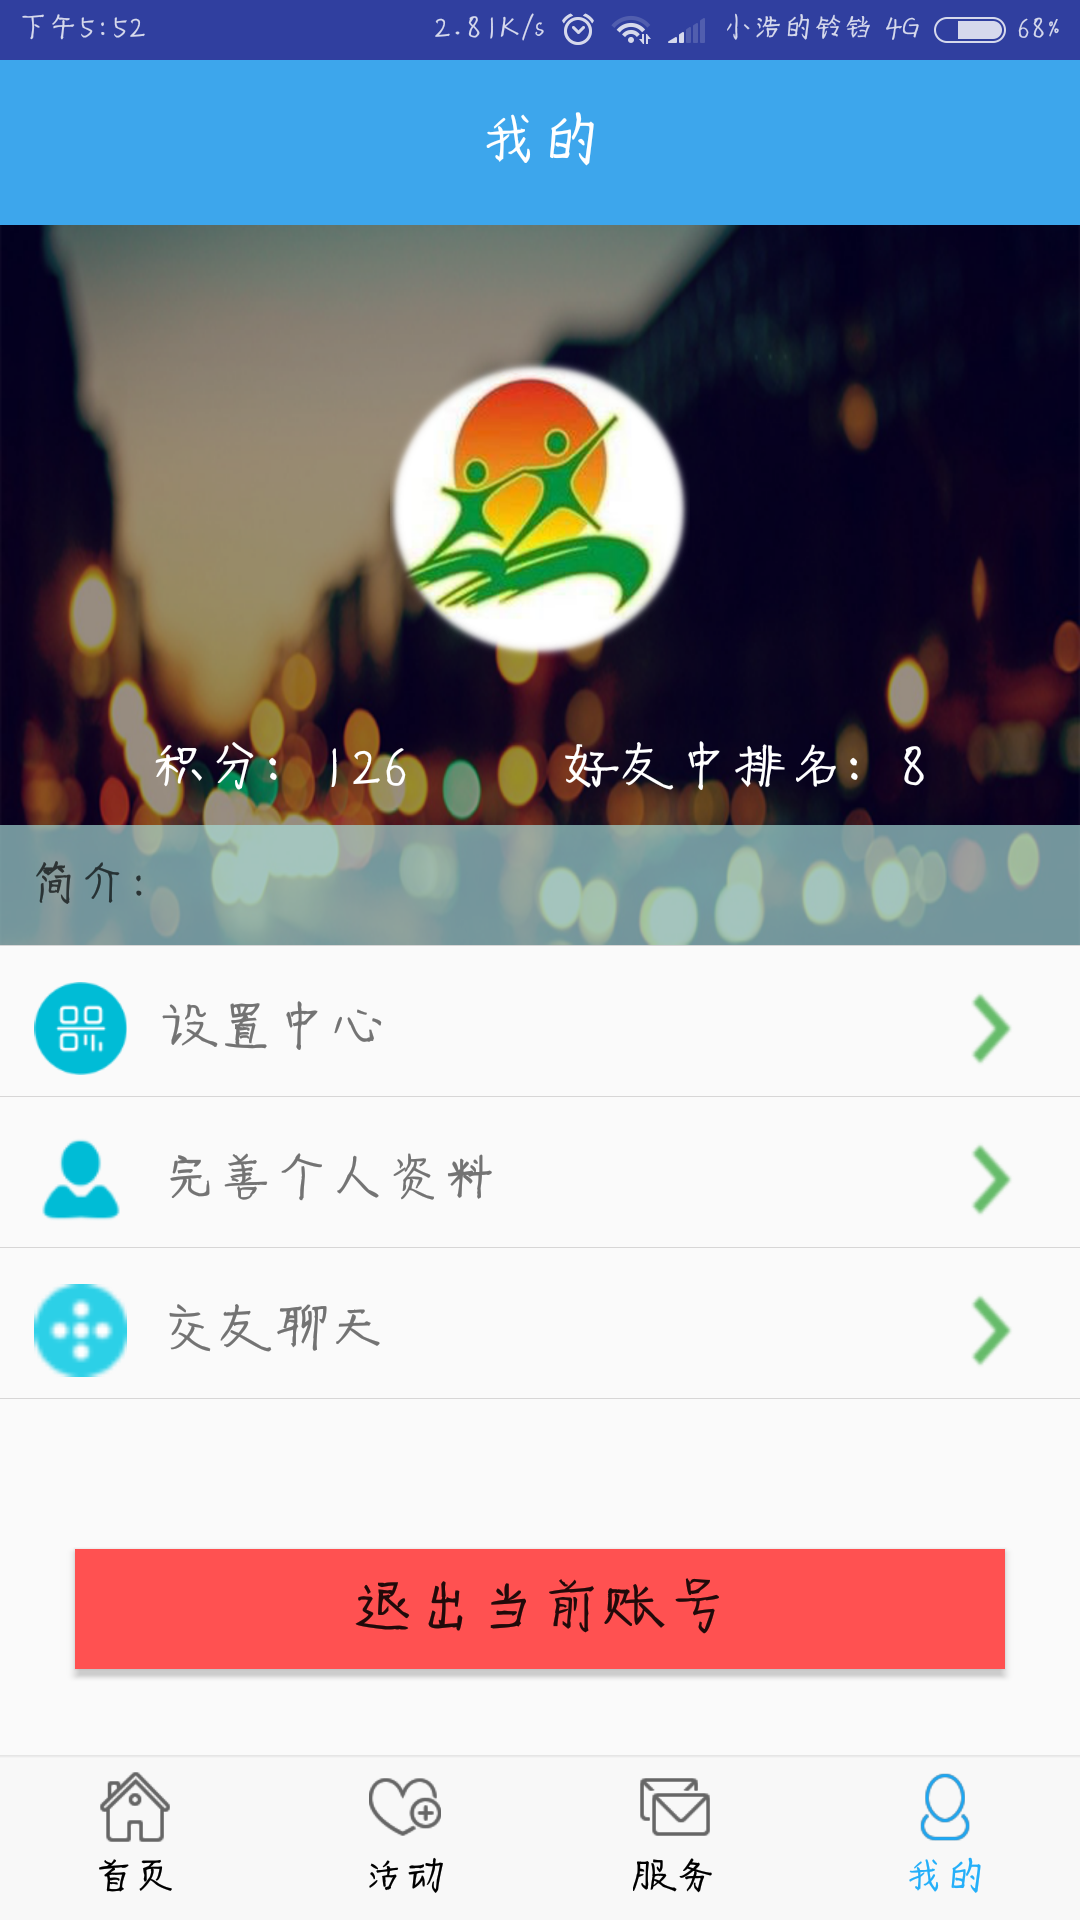 下午5:52 2.81K/s 小浩的铃铛 4G 68%
我的
积分: 126 好友中排名: 8
简介:
设置中心
完善个人资料
交友聊天
退出当前账号
首页 活动 服务 我的